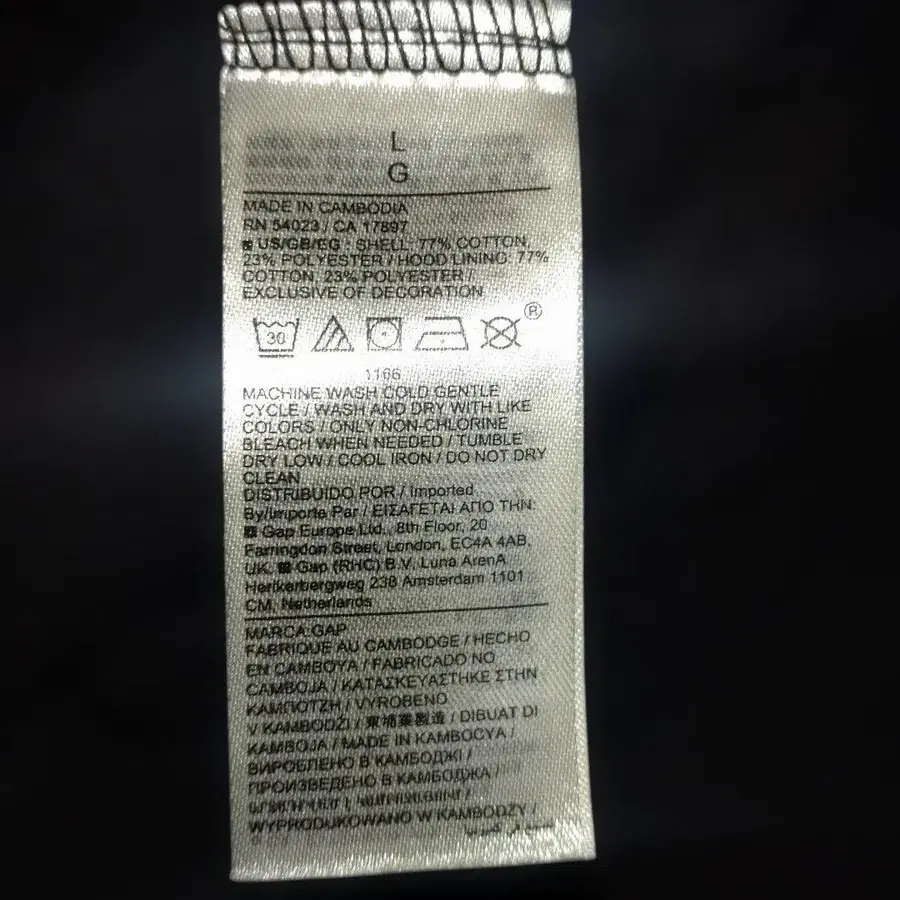 L
G
MADE IN CAMBODIA
RN 54023 / CA 17897
US/GB/EG - SHELL: 77% COTTON,
23% POLYESTER / HOOD LINING: 77%
COTTON, 23% POLYESTER /
EXCLUSIVE OF DECORATION
30
®
1166
MACHINE WASH COLD GENTLE
CYCLE / WASH AND DRY WITH LIKE
COLORS / ONLY NON-CHLORINE
BLEACH WHEN NEEDED / TUMBLE
DRY LOW / COOL IRON / DO NOT DRY
CLEAN
DISTRIBUIDO POR / Imported
By/Importe Par / ΕΙΣΑΓΕΤΑΙ ΑΠΟ ΤΗΝ:
Gap Europe Ltd., 8th Floor, 20
Farringdon Street, London, EC4A 4AB,
UK. Gap (RHC) B.V. Luna ArenA
Herikerbergweg 238 Amsterdam 1101
CM, Netherlands
MARCA GAP
FABRIQUE AU CAMBODGE / HECHO
EN CAMBOYA / FABRICADO NO
CAMBOJA / ΚΑΤΑΣΚΕΥΑΣΤΗΚΕ ΣΤΗΝ
ΚΑΜΠΟΤΖΗ / VYROBENO
V KAMBODŽI / 柬埔寨製造 / DIBUAT DI
KAMBOJA / MADE IN KAMBOCYA /
ВИРОБЛЕНО В КАМБОДЖІ /
ПРОИЗВЕДЕНО В КАМБОДЖА /
WYPRODUKOWANO W KAMBODŻY /